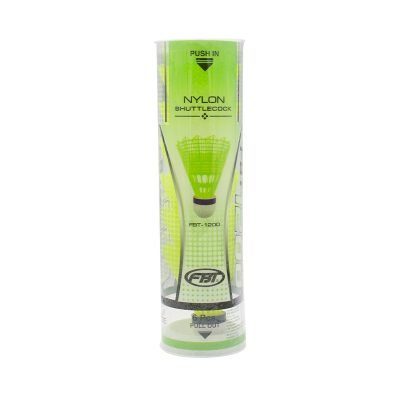 PUSH IN
NYLON
SHUTTLECOCK
FBT-1200
FBT
6 Pcs.
PULL OUT